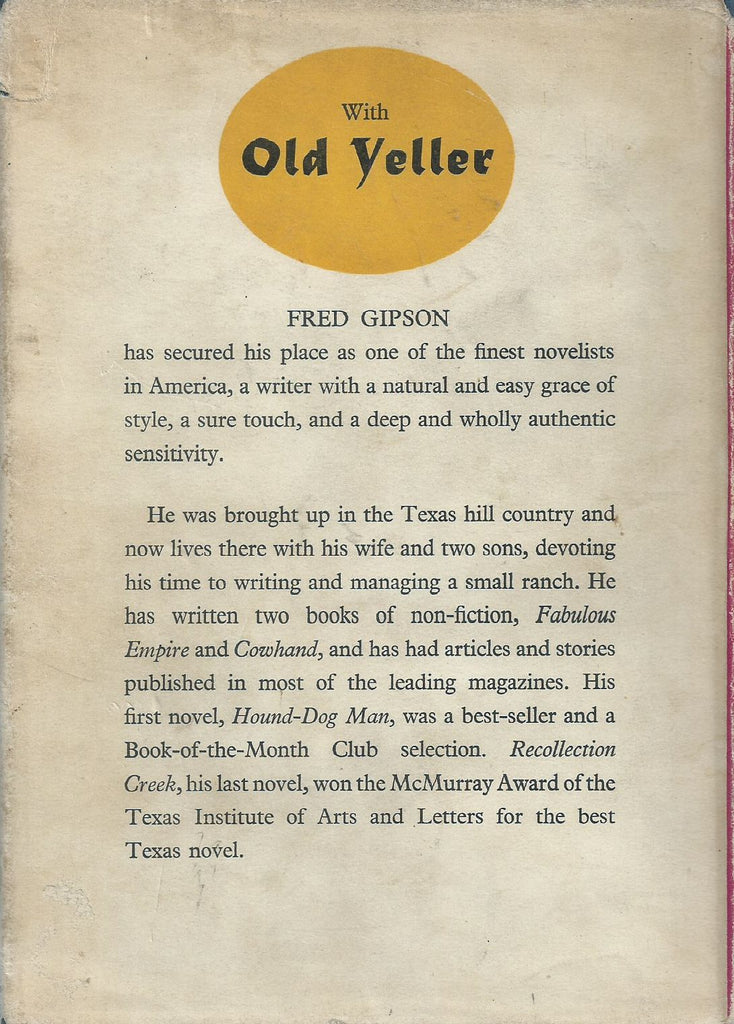 With
Old Yeller
FRED GIPSON
has secured his place as one of the finest novelists
in America, a writer with a natural and easy grace of
style, a sure touch, and a deep and wholly authentic
sensitivity.
He was brought up in the Texas hill country and
now lives there with his wife and two sons, devoting
his time to writing and managing a small ranch. He
has written two books of non-fiction, Fabulous
Empire and Cowhand, and has had articles and stories
published in most of the leading magazines. His
first novel, Hound-Dog Man, was a best-seller and a
Book-of-the-Month Club selection. Recollection
Creek, his last novel, won the McMurray Award of the
Texas Institute of Arts and Letters for the best
Texas novel.